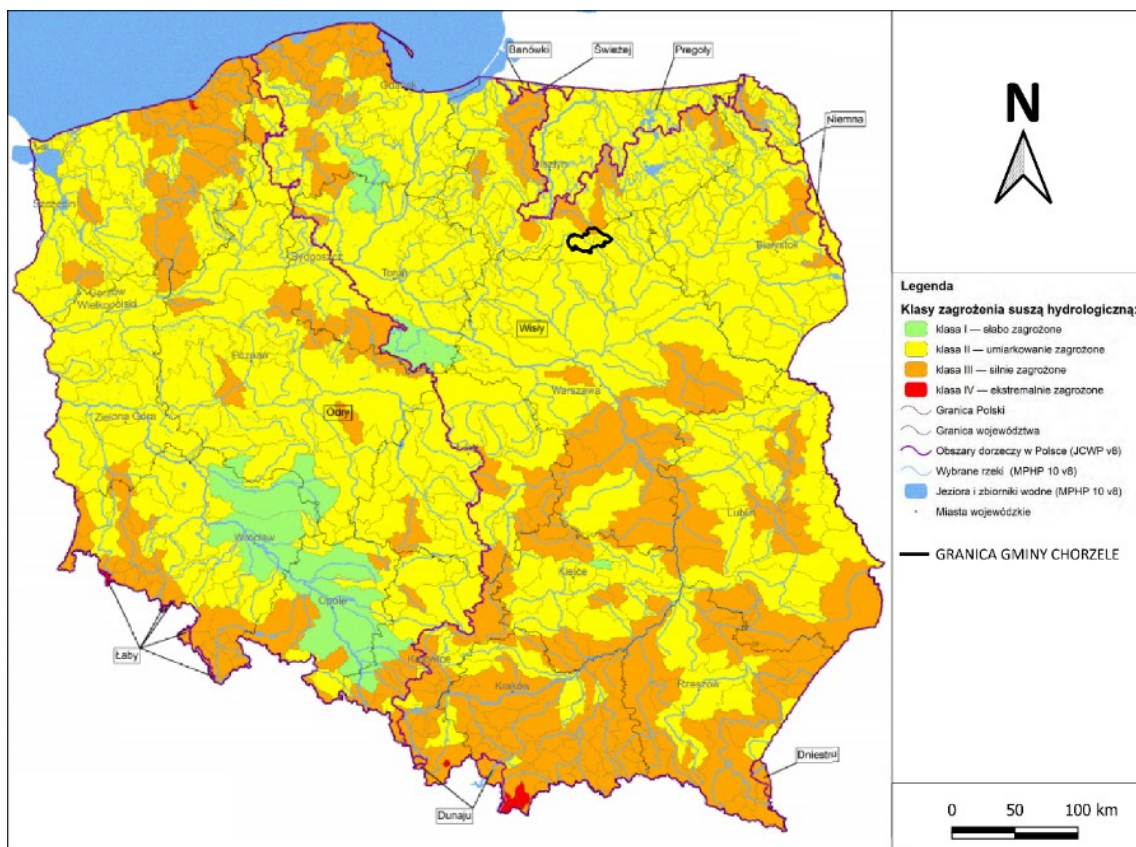 Banówki
Świeżej
Pregoły
Gdańsk
Niemna
Olsztyn
Szczecin
Białystok
Bydgoszcz
Toruń
Gorzów
Wielkopolski
Wisły
Poznań
Warszawa
Zielona Góra
Odry
Lublin
Wrocław
Kielce
Opole
Łaby
Katowice
Kraków
Rzeszów
Dniestru
Dunaju
N
Legenda
Klasy zagrożenia suszą hydrologiczną:
klasa I — słabo zagrożone
klasa II — umiarkowanie zagrożone
klasa III — silnie zagrożone
klasa IV — ekstremalnie zagrożone
Granica Polski
Granica województwa
Obszary dorzeczy w Polsce (JCWP v8)
Wybrane rzeki (MPHP 10 v8)
Jeziora i zbiorniki wodne (MPHP 10 v8)
Miasta wojewódzkie
GRANICA GMINY CHORZELE
0 50 100 km